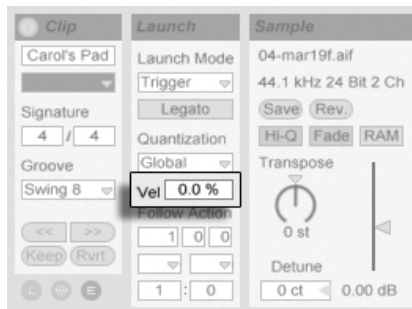 Clip
Carol's Pad
Signature
4 / 4
Groove
Swing 8
<< >>
Keep Rvrt.
L E
Launch
Launch Mode
Trigger
Legato
Quantization
Global
Vel 0.0 %
Follow Action
1 0 0
1 : 0
Sample
04-mar19f.aif
44.1 kHz 24 Bit 2 Ch
Save Rev.
Hi-Q Fade RAM
Transpose
0 st
Detune
0 ct 0.00 dB